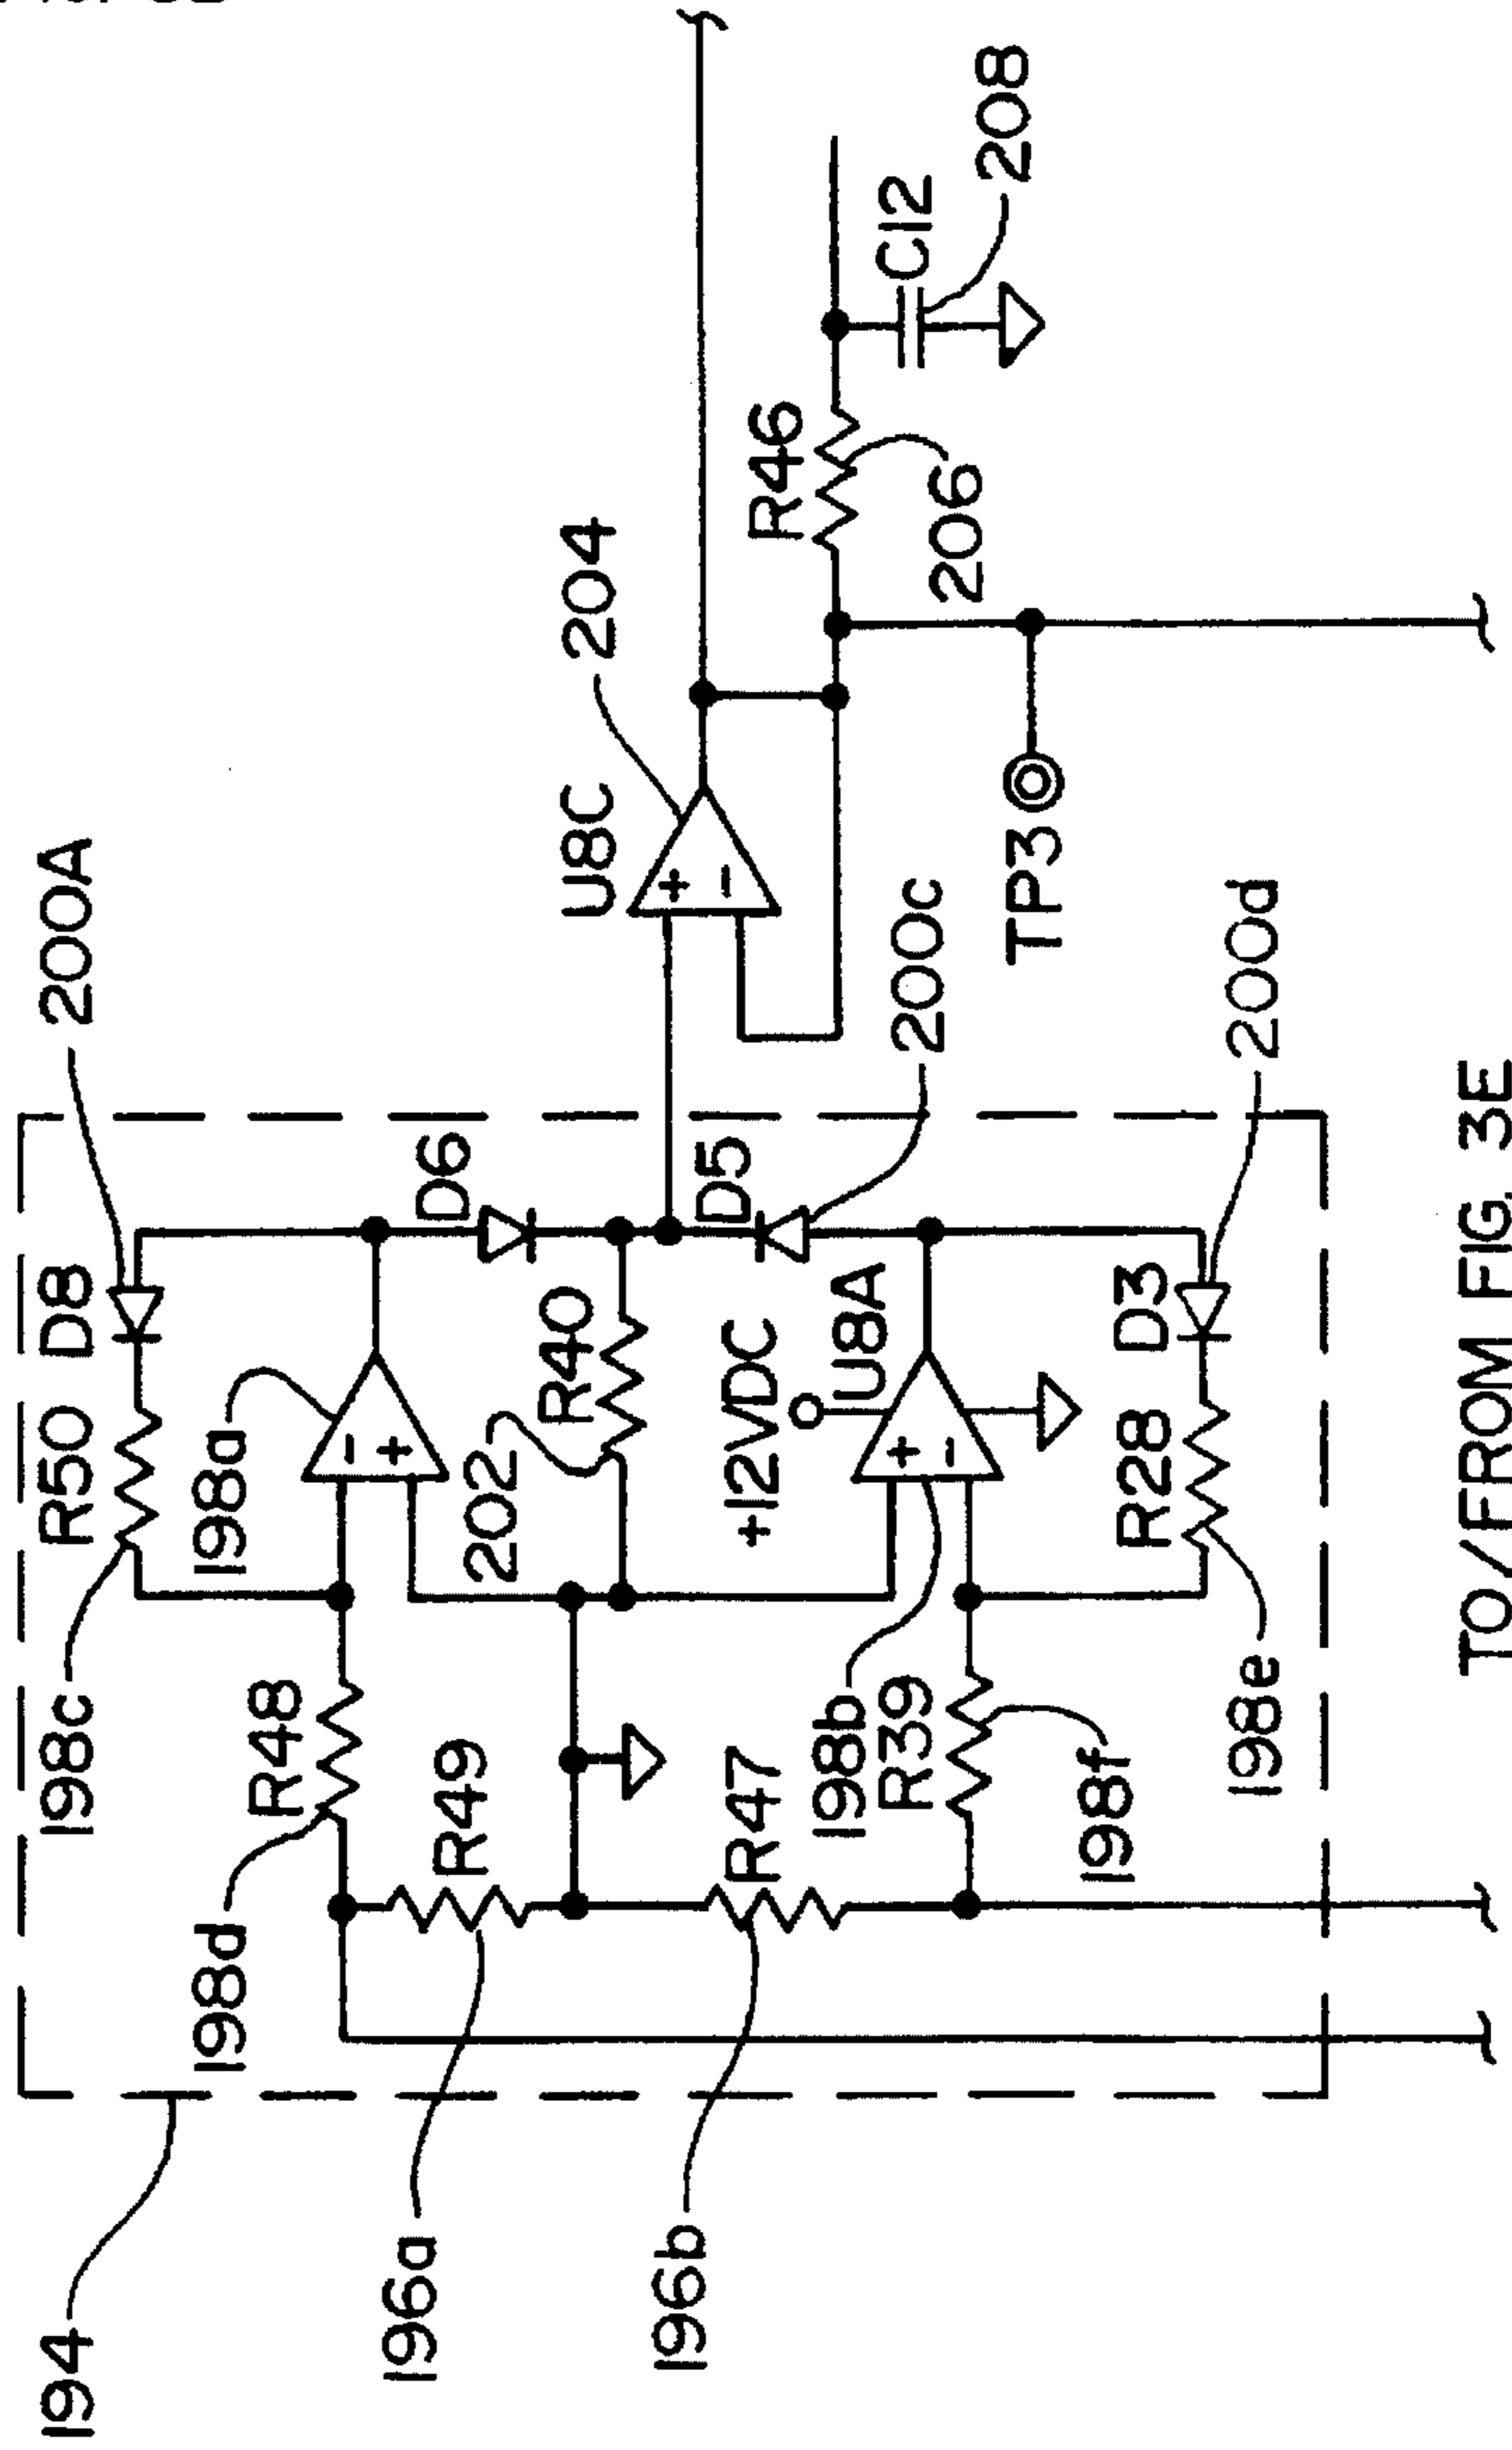 200A
R50 D8
198c
194
204
U8C
D6
198a
R48
198d
208
C12
R46
206
202
R40
R49
196a
200c
D5
+12VDC
U8A
R47
198b
R39
196b
TP3
200d
D3
R28
198f
198e
TO/FROM FIG. 3E